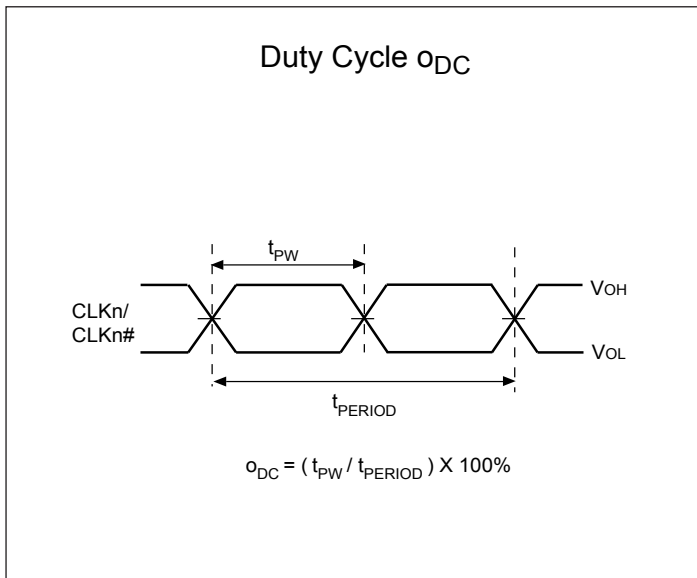 Duty Cycle oDC
tPW
CLKn/
CLKn#
VOH
VOL
tPERIOD
oDC = ( tPW / tPERIOD ) X 100%